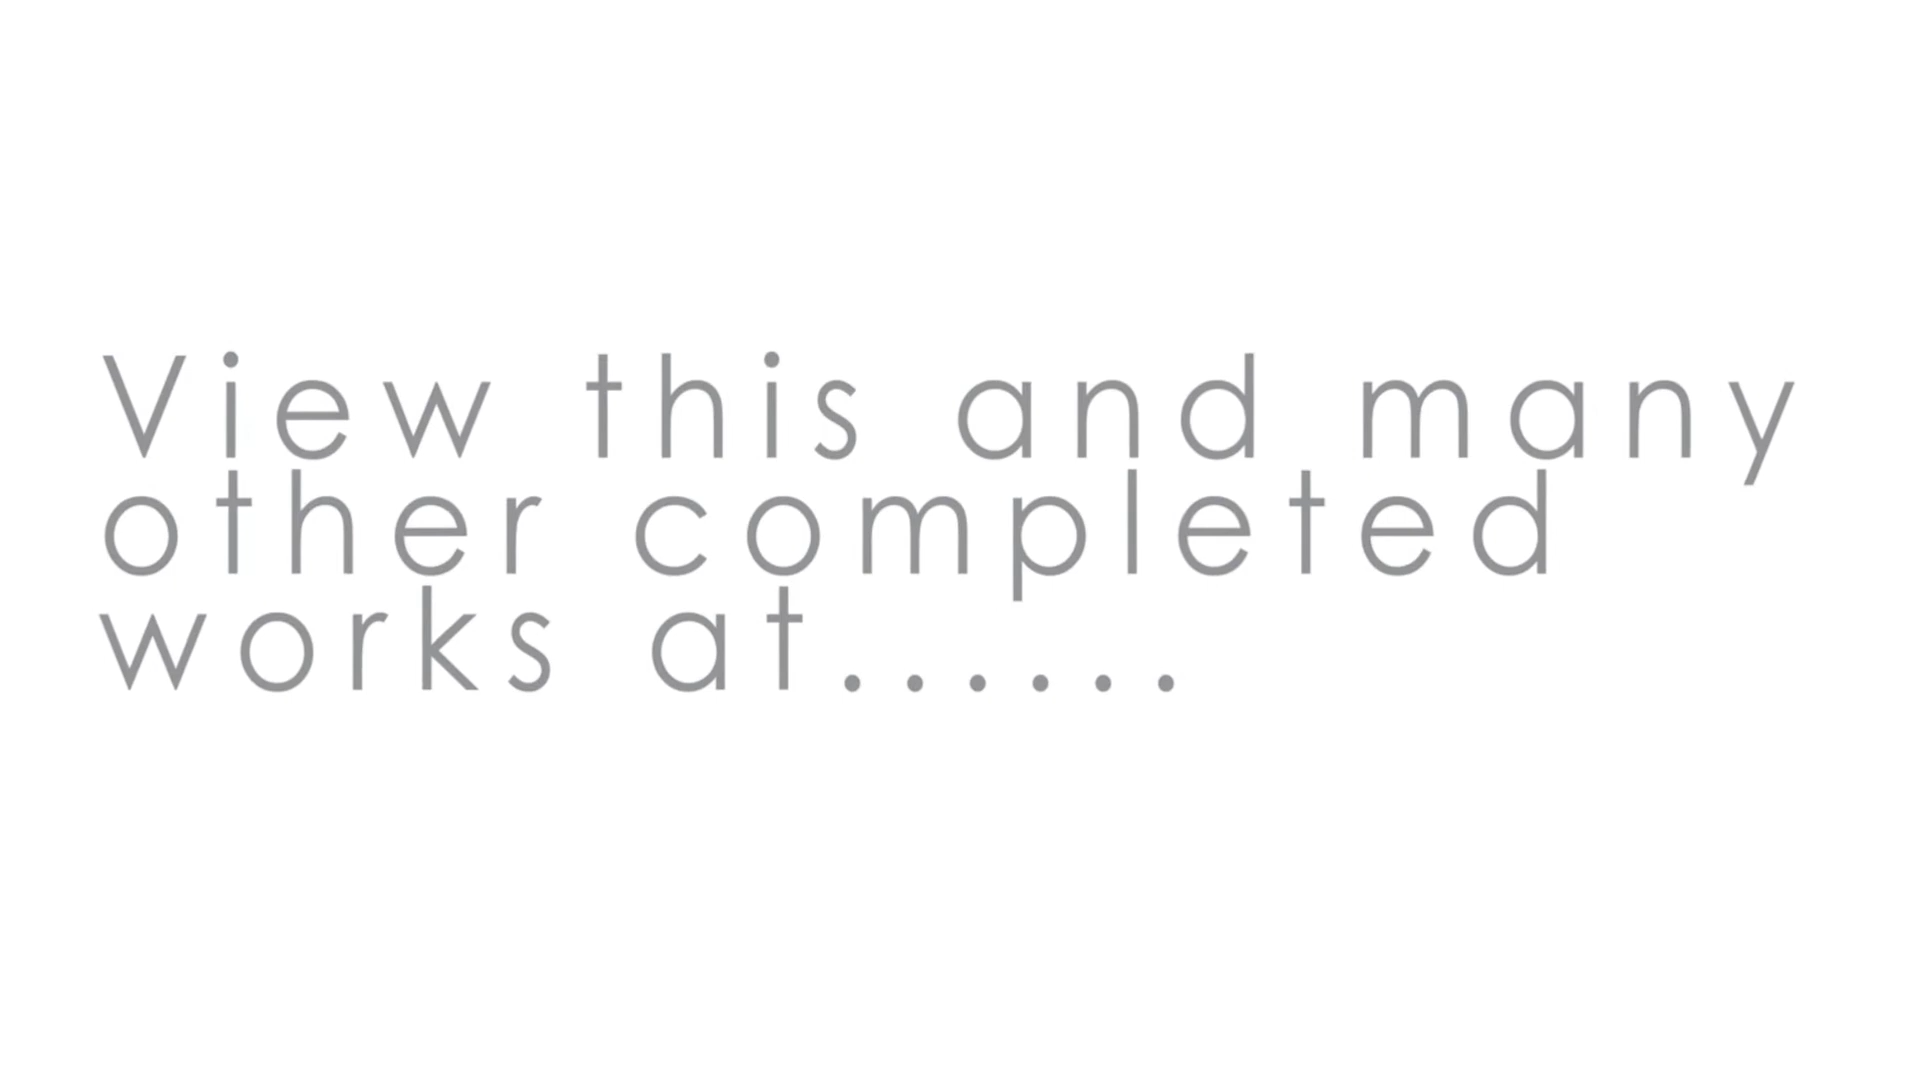 View this and many
other completed
works at......